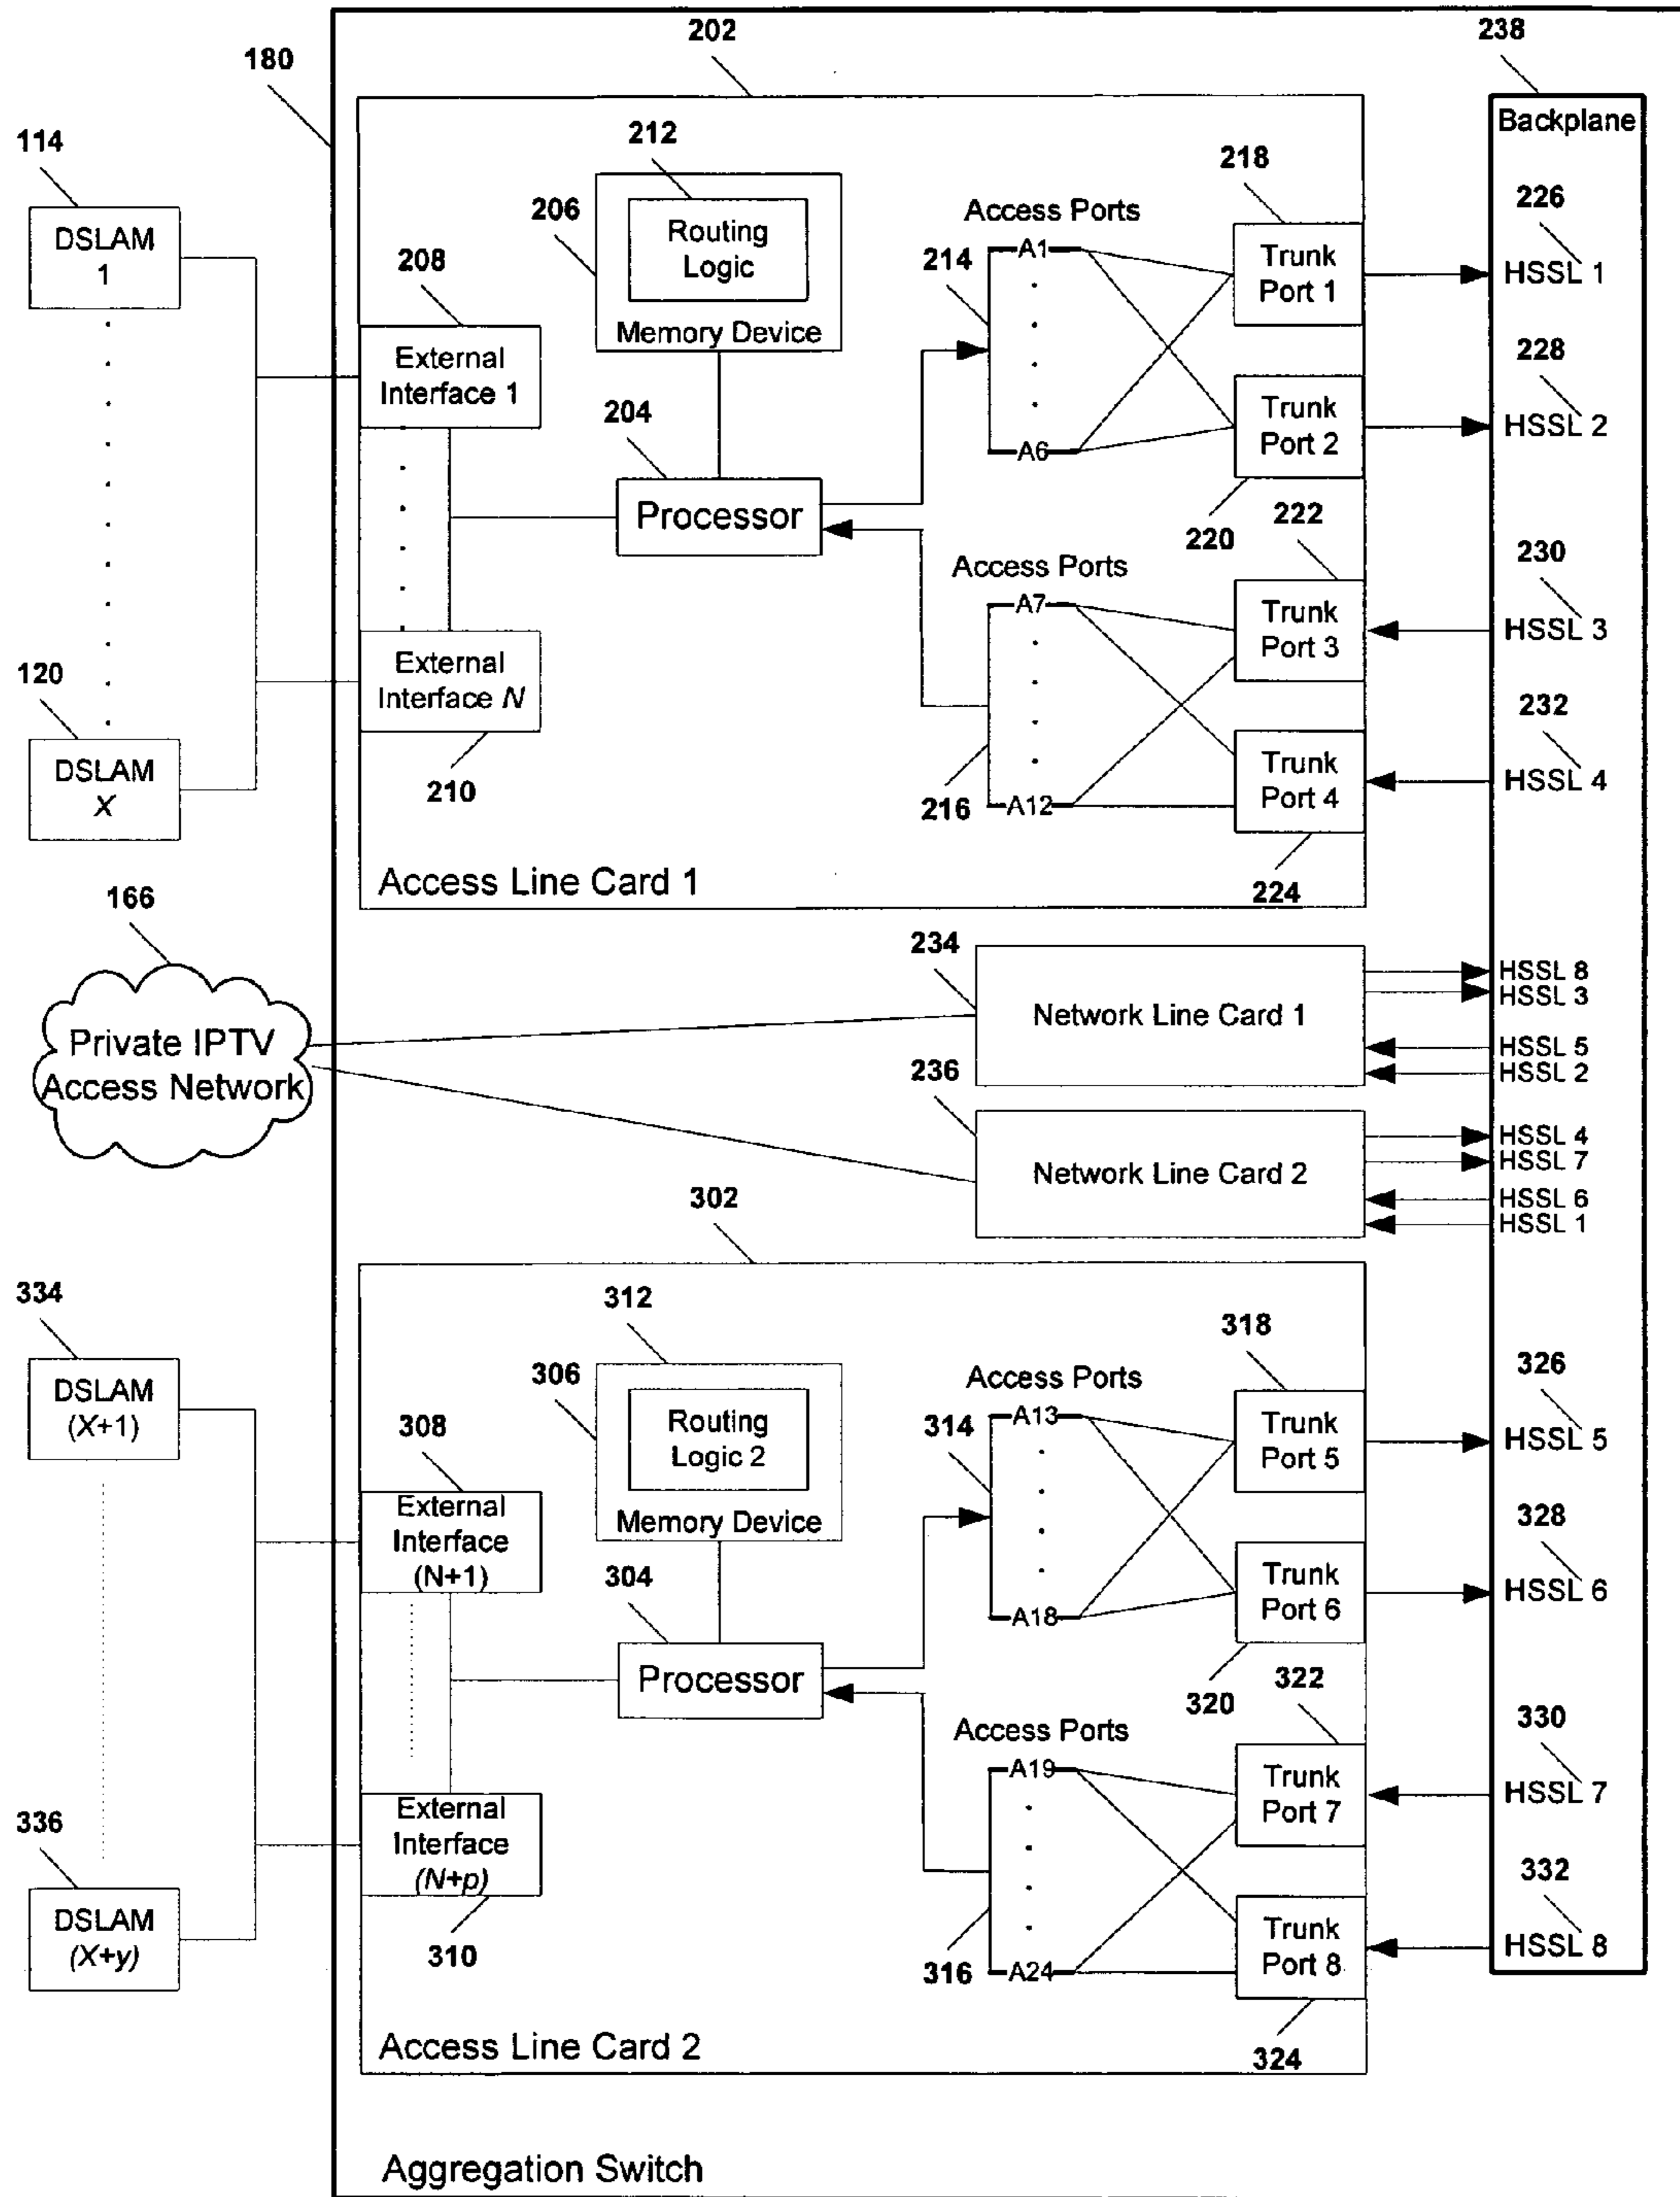 202
238
180
Backplane
114
212
218
DSLAM
1
206
Routing
Logic
Memory Device
Access Ports
226
208
214
A1
Trunk
Port 1
HSSL 1
External
Interface 1
228
204
A6
Trunk
Port 2
HSSL 2
Processor
220
222
230
Access Ports
A7
Trunk
Port 3
HSSL 3
120
External
Interface N
232
DSLAM
X
210
216
A12
Trunk
Port 4
HSSL 4
Access Line Card 1
224
166
234
Private IPTV
Access Network
Network Line Card 1
HSSL 8
HSSL 3
HSSL 5
HSSL 2
236
Network Line Card 2
HSSL 4
HSSL 7
HSSL 6
HSSL 1
302
334
312
318
DSLAM
(X+1)
306
Routing
Logic 2
Memory Device
Access Ports
326
308
314
A13
Trunk
Port 5
HSSL 5
External
Interface
(N+1)
328
304
A18
Trunk
Port 6
HSSL 6
Processor
320
322
330
Access Ports
A19
Trunk
Port 7
HSSL 7
336
External
Interface
(N+p)
332
DSLAM
(X+y)
310
316
A24
Trunk
Port 8
HSSL 8
Access Line Card 2
324
Aggregation Switch